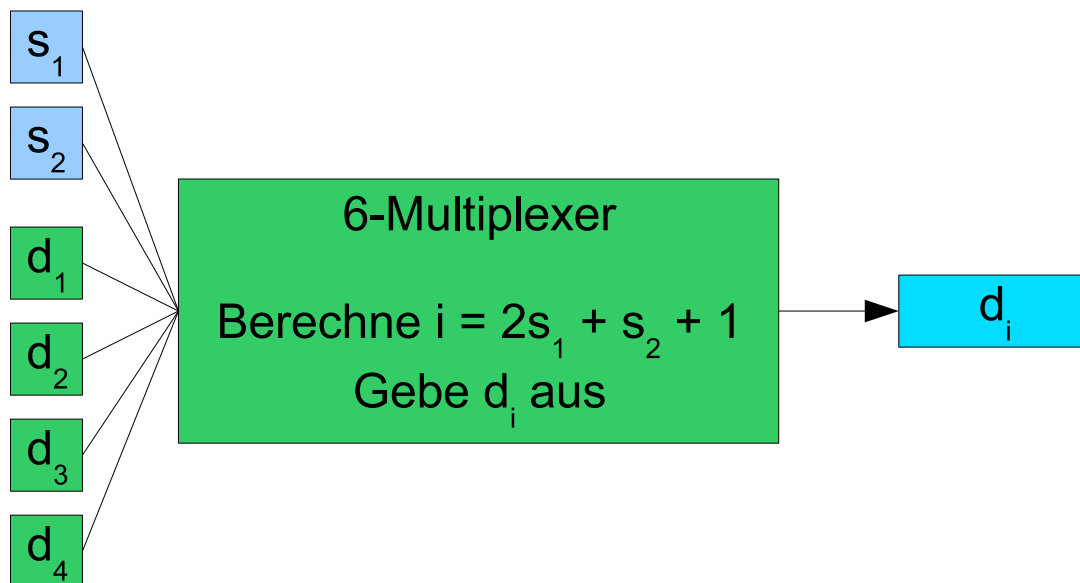 s₁
s₂
d₁
d₂
d₃
d₄
6-Multiplexer
Berechne i = 2s₁ + s₂ + 1
Gebe dᵢ aus
dᵢ